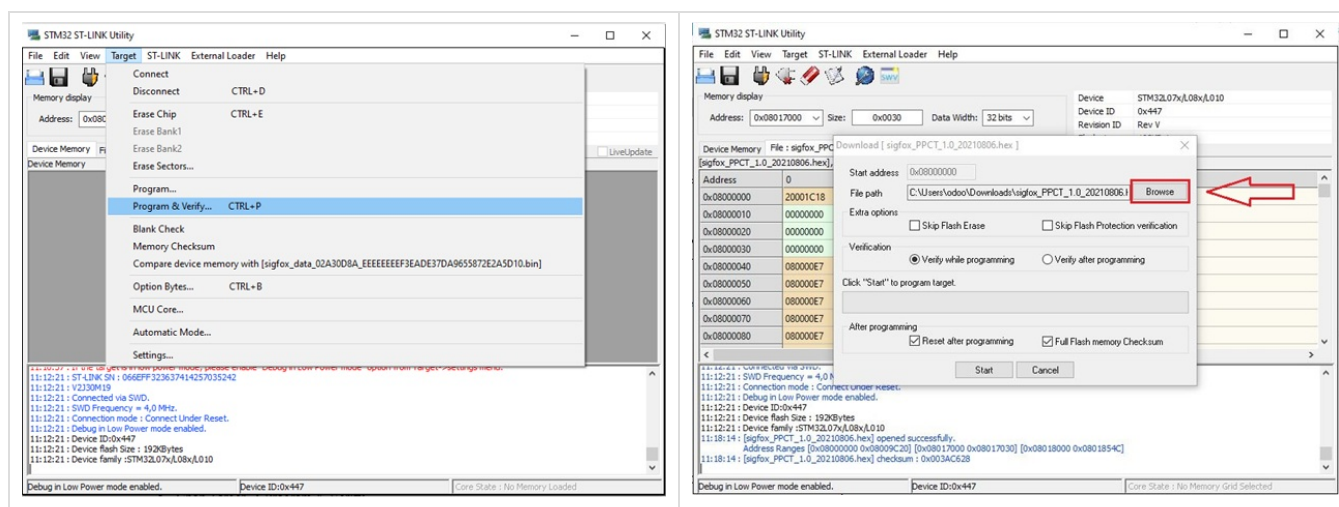 STM32 ST-LINK Utility
File Edit View Target ST-LINK External Loader Help
Memory display
Address: 0x080
Device Memory
LiveUpdate
Device Memory
Connect
Disconnect CTRL+D
Erase Chip CTRL+E
Erase Bank1
Erase Bank2
Erase Sectors...
Program...
Program & Verify... CTRL+P
Blank Check
Memory Checksum
Compare device memory with [sigfox_data_02A30D8A_EEEEEEEEF3EADE37DA9655872E2A5D10.bin]
Option Bytes... CTRL+B
MCU Core...
Automatic Mode...
Settings...
11:12:21 : ST-LINK SN : 066EFF323637414257035242
11:12:21 : V2J30M19
11:12:21 : Connected via SWD.
11:12:21 : SWD Frequency = 4,0 MHz.
11:12:21 : Connection mode : Connect Under Reset.
11:12:21 : Debug in Low Power mode enabled.
11:12:21 : Device ID:0x447
11:12:21 : Device flash Size : 192KBytes
11:12:21 : Device family :STM32L07x/L08x/L010
Debug in Low Power mode enabled. Device ID:0x447 Core State : No Memory Loaded
STM32 ST-LINK Utility
File Edit View Target ST-LINK External Loader Help
SWV
Memory display
Address: 0x08017000 Size: 0x0030 Data Width: 32 bits
Device STM32L07x/L08x/L010
Device ID 0x447
Revision ID Rev V
Device Memory File : sigfox_PPC
LiveUpdate
[sigfox_PPCT_1.0_20210806.hex],
Address 0
0x08000000 20001C18
0x08000010 00000000
0x08000020 00000000
0x08000030 00000000
0x08000040 080000E7
0x08000050 080000E7
0x08000060 080000E7
0x08000070 080000E7
0x08000080 080000E7
Download [ sigfox_PPCT_1.0_20210806.hex ]
Start address 0x08000000
File path C:\Users\odoo\Downloads\sigfox_PPCT_1.0_20210806.h Browse
Extra options
Skip Flash Erase Skip Flash Protection verification
Verification
Verify while programming Verify after programming
Click "Start" to program target.
After programming
Reset after programming Full Flash memory Checksum
Start Cancel
11:12:21 : SWD Frequency = 4,0 M
11:12:21 : Connection mode : Connect Under Reset.
11:12:21 : Debug in Low Power mode enabled.
11:12:21 : Device ID:0x447
11:12:21 : Device flash Size : 192KBytes
11:12:21 : Device family :STM32L07x/L08x/L010
11:18:14 : [sigfox_PPCT_1.0_20210806.hex] opened successfully.
Address Ranges [0x08000000 0x08009C20] [0x08017000 0x08017030] [0x08018000 0x0801854C]
11:18:14 : [sigfox_PPCT_1.0_20210806.hex] checksum : 0x003AC628
Debug in Low Power mode enabled. Device ID:0x447 Core State : No Memory Grid Selected